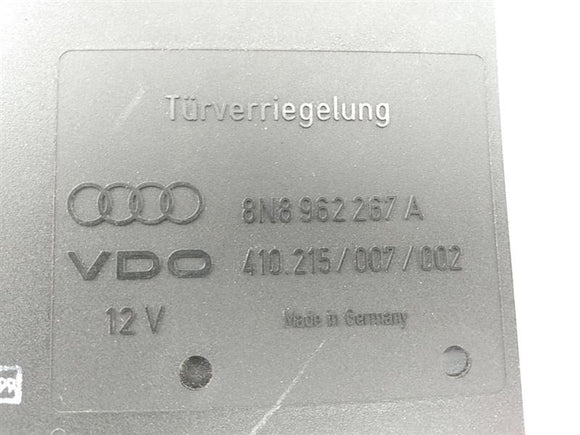 Türverriegelung
8N8 962 267 A
VDO 410.215/007/002
12 V Made in Germany